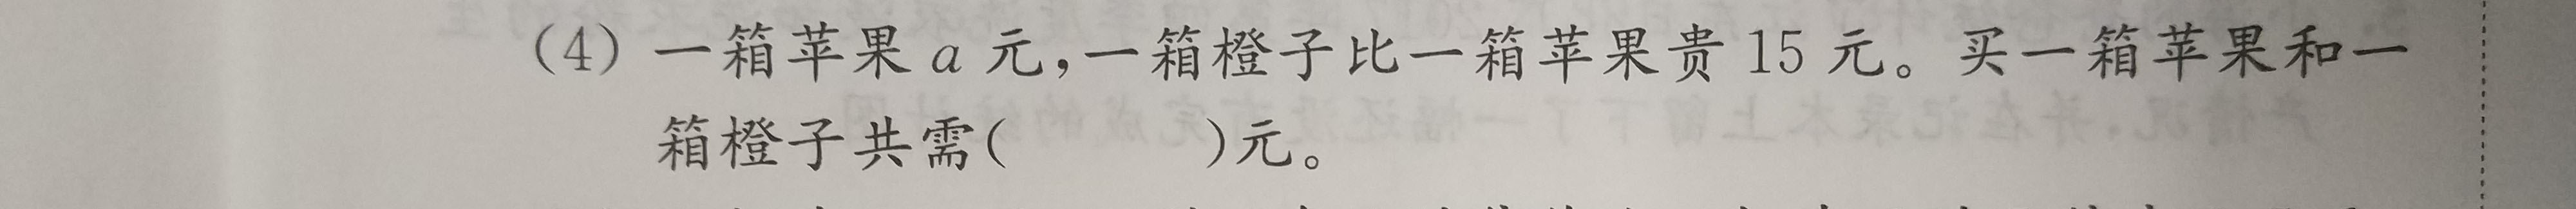 (4) 一箱苹果 a 元,一箱橙子比一箱苹果贵 15 元。买一箱苹果和一
箱橙子共需(      )元。